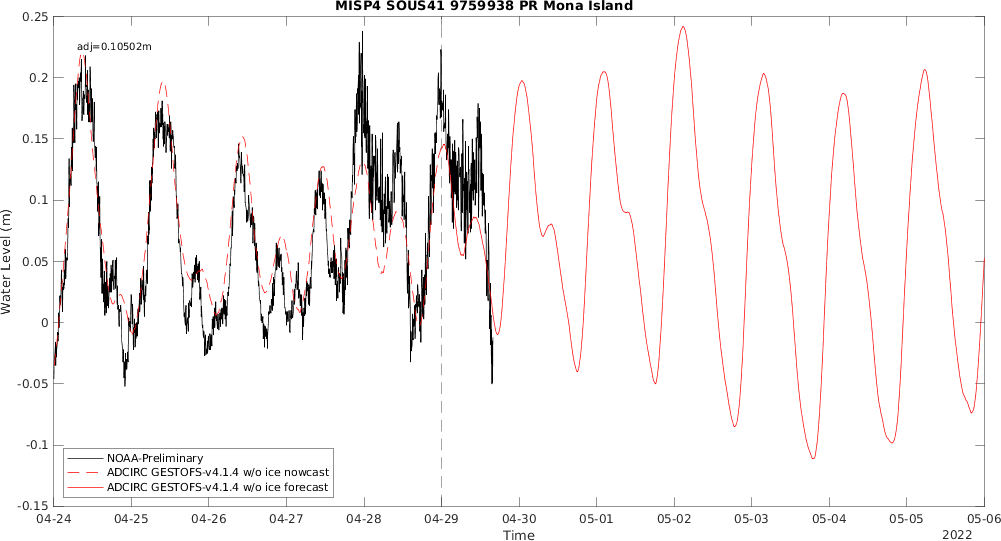 MISP4 SOUS41 9759938 PR Mona Island
0.25
adj=0.10502m
0.2
0.15
0.1
0.05
0
-0.05
-0.1
-0.15
Water Level (m)
NOAA-Preliminary
ADCIRC GESTOFS-v4.1.4 w/o ice nowcast
ADCIRC GESTOFS-v4.1.4 w/o ice forecast
04-24 04-25 04-26 04-27 04-28 04-29 04-30 05-01 05-02 05-03 05-04 05-05 05-06
Time
2022